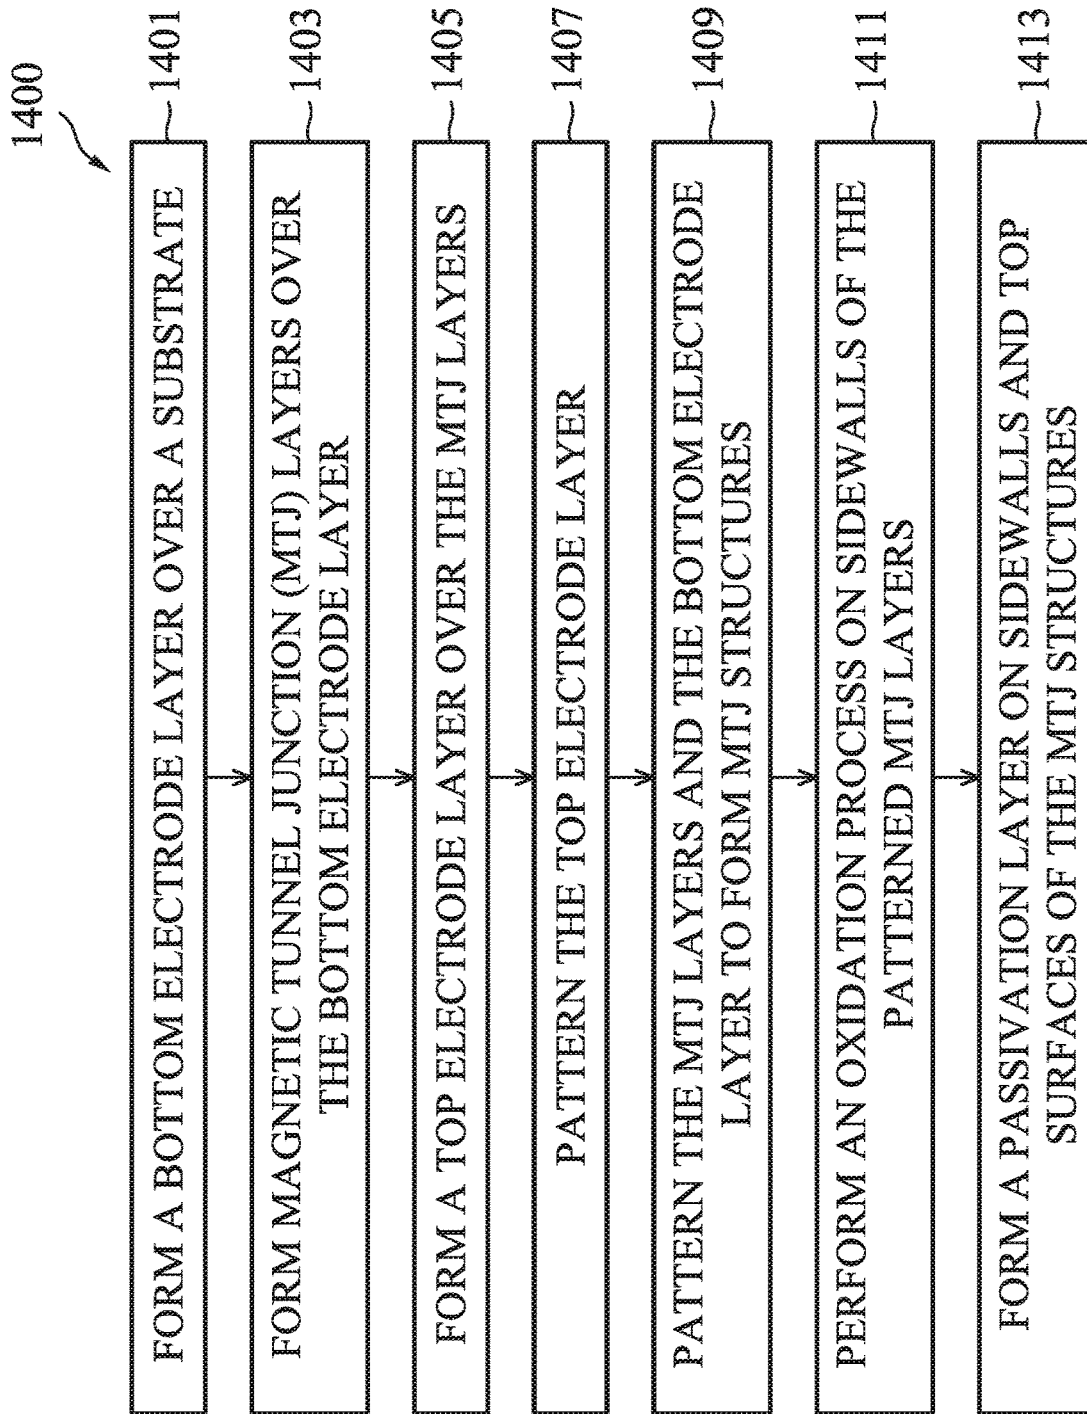 1400
FORM A BOTTOM ELECTRODE LAYER OVER A SUBSTRATE
1401
FORM MAGNETIC TUNNEL JUNCTION (MTJ) LAYERS OVER
THE BOTTOM ELECTRODE LAYER
1403
FORM A TOP ELECTRODE LAYER OVER THE MTJ LAYERS
1405
PATTERN THE TOP ELECTRODE LAYER
1407
PATTERN THE MTJ LAYERS AND THE BOTTOM ELECTRODE
LAYER TO FORM MTJ STRUCTURES
1409
PERFORM AN OXIDATION PROCESS ON SIDEWALLS OF THE
PATTERNED MTJ LAYERS
1411
FORM A PASSIVATION LAYER ON SIDEWALLS AND TOP
SURFACES OF THE MTJ STRUCTURES
1413